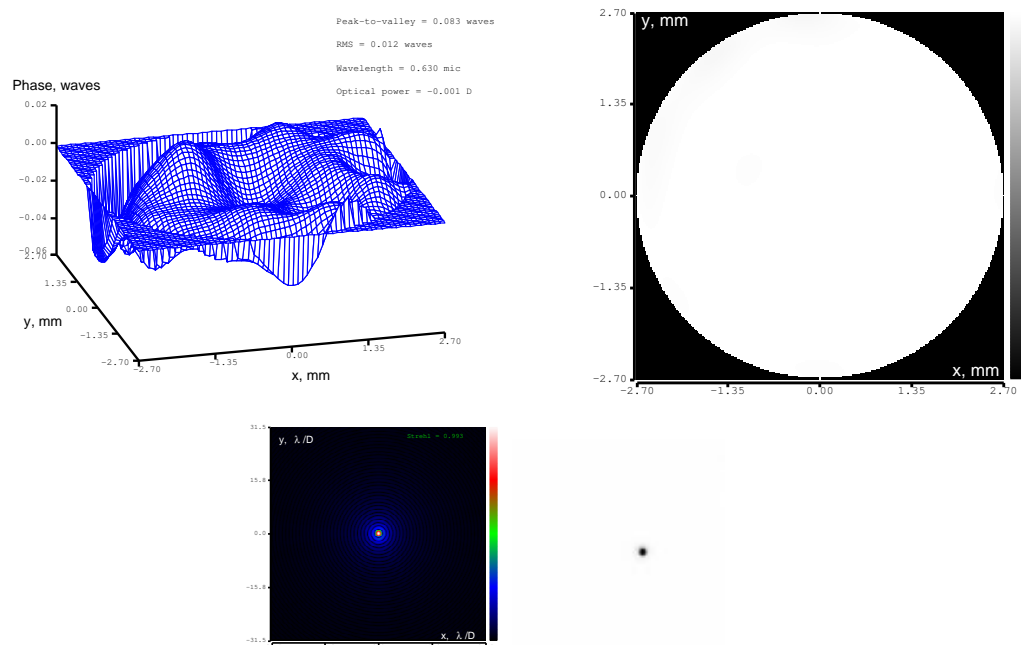 Peak-to-valley = 0.083 waves
RMS = 0.012 waves
Wavelength = 0.630 mic
Optical power = -0.001 D
Phase, waves
0.02
0.00
-0.02
-0.04
-0.06
2.70
1.35
0.00
-1.35
-2.70
y, mm
-2.70
-1.35
0.00
1.35
2.70
x, mm
2.70
1.35
0.00
-1.35
-2.70
y, mm
x, mm
-2.70
-1.35
0.00
1.35
2.70
31.5
15.8
0.0
-15.8
-31.5
y, λ/D
x, λ/D